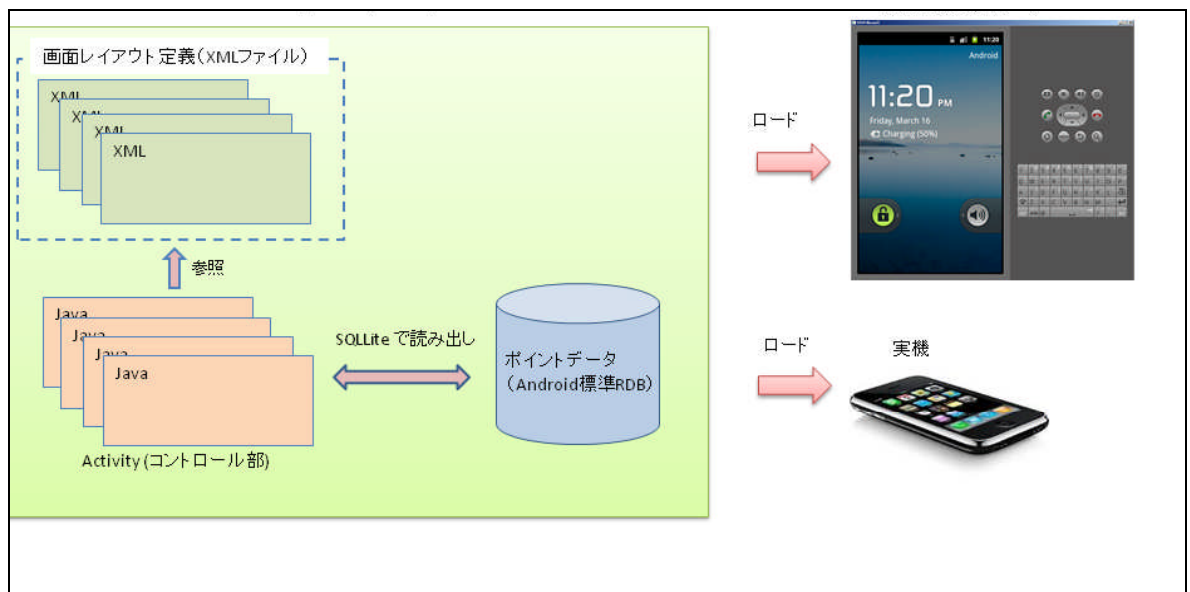 画面レイアウト定義(XMLファイル)
XML
XML
XML
XML
参照
Java
Java
Java
Java
Activity(コントロール部)
SQLLite で読み出し
ポイントデータ
(Android標準RDB)
ロード
11:20
Android
11:20 PM
Friday, March 16
Charging (50%)
ロード
実機